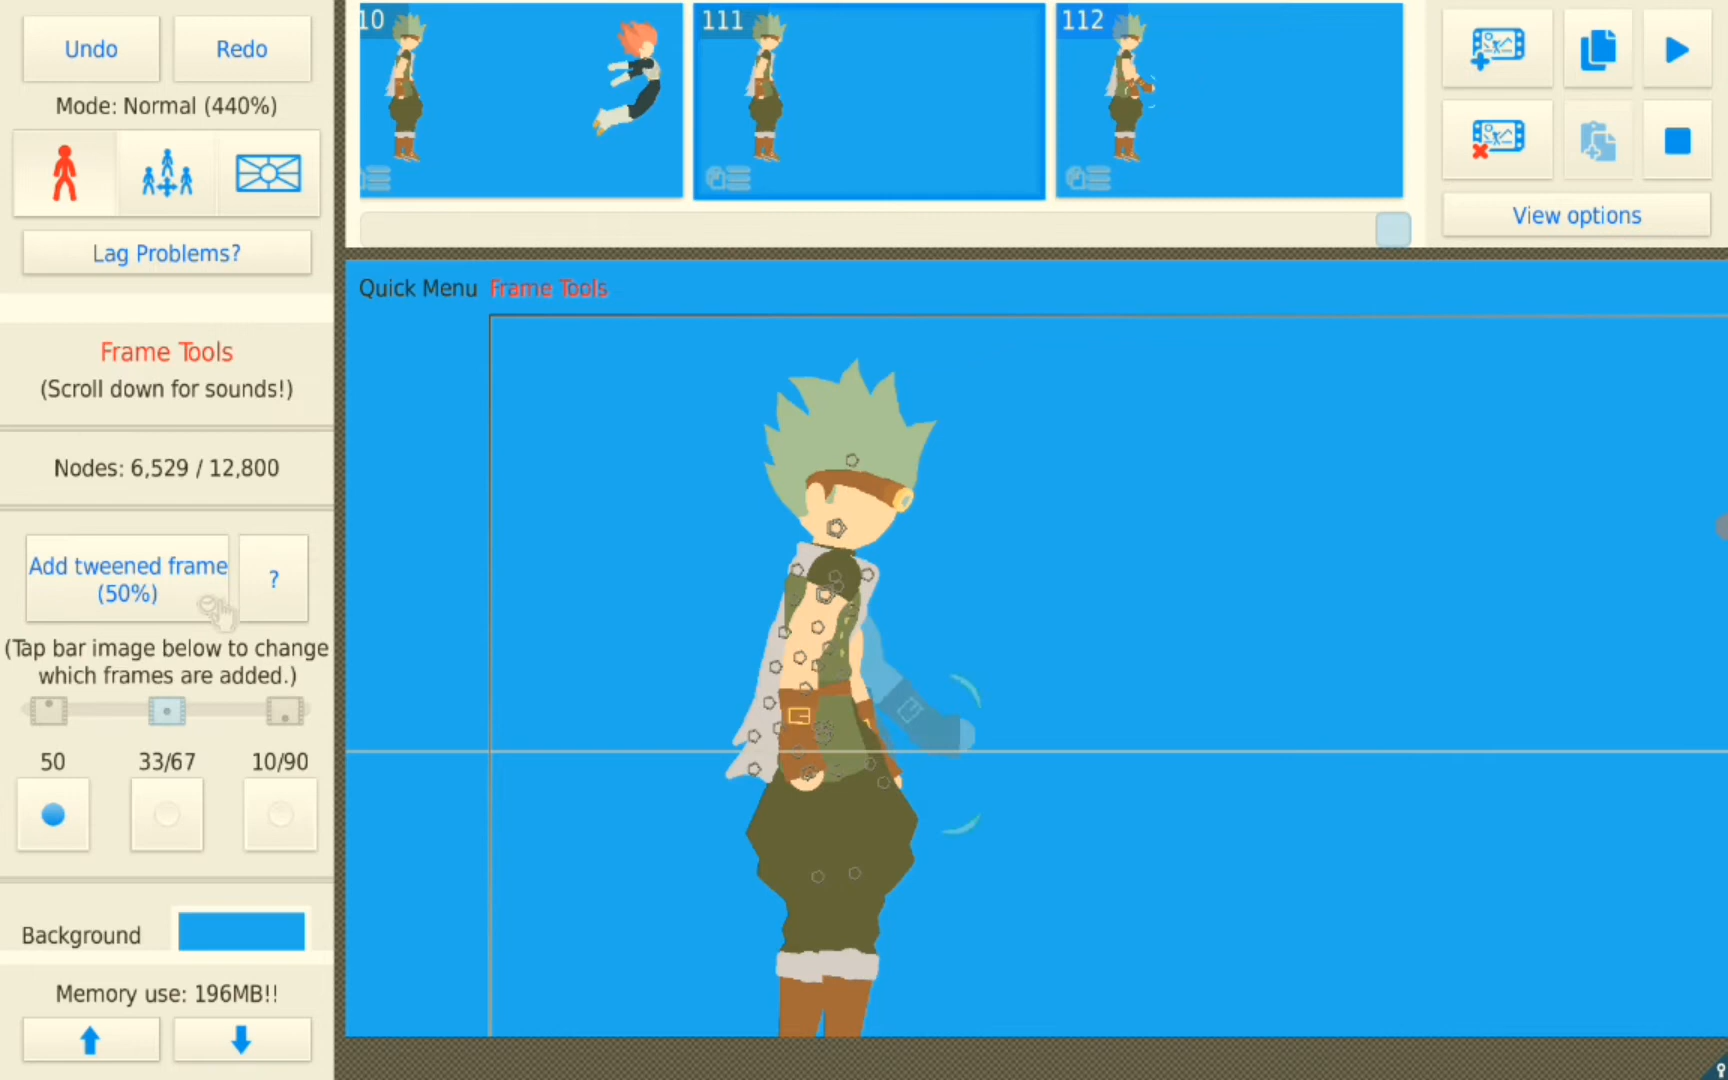 Undo
Redo
Mode: Normal (440%)
Lag Problems?
Frame Tools
(Scroll down for sounds!)
Nodes: 6,529 / 12,800
Add tweened frame
(50%)
?
(Tap bar image below to change
which frames are added.)
50
33/67
10/90
Background
Memory use: 196MB!!
10
111
112
View options
Quick Menu
Frame Tools